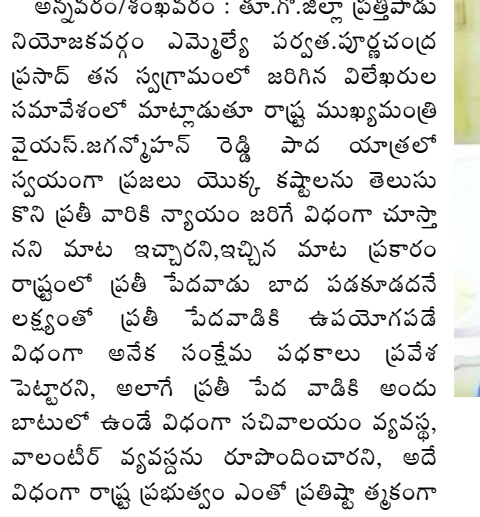 అన్నవరం/శంఖవరం : తూ.గో.జిల్లా ప్రత్తిపాడు
నియోజకవర్గం ఎమ్మెల్యే పర్వత.పూర్ణచంద్ర
ప్రసాద్ తన స్వగ్రామంలో జరిగిన విలేఖరుల
సమావేశంలో మాట్లాడుతూ రాష్ట్ర ముఖ్యమంత్రి
వైయస్.జగన్మోహన్ రెడ్డి పాద యాత్రలో
స్వయంగా ప్రజలు యొక్క కష్టాలను తెలుసు
కొని ప్రతీ వారికి న్యాయం జరిగే విధంగా చూస్తా
నని మాట ఇచ్చారని,ఇచ్చిన మాట ప్రకారం
రాష్ట్రంలో ప్రతీ పేదవాడు బాద పడకూడదనే
లక్ష్యంతో ప్రతీ పేదవాడికి ఉపయోగపడే
విధంగా అనేక సంక్షేమ పధకాలు ప్రవేశ
పెట్టారని, అలాగే ప్రతీ పేద వాడికి అందు
బాటులో ఉండే విధంగా సచివాలయం వ్యవస్థ,
వాలంటీర్ వ్యవస్దను రూపొందించారని, అదే
విధంగా రాష్ట్ర ప్రభుత్వం ఎంతో ప్రతిష్టా త్మకంగా